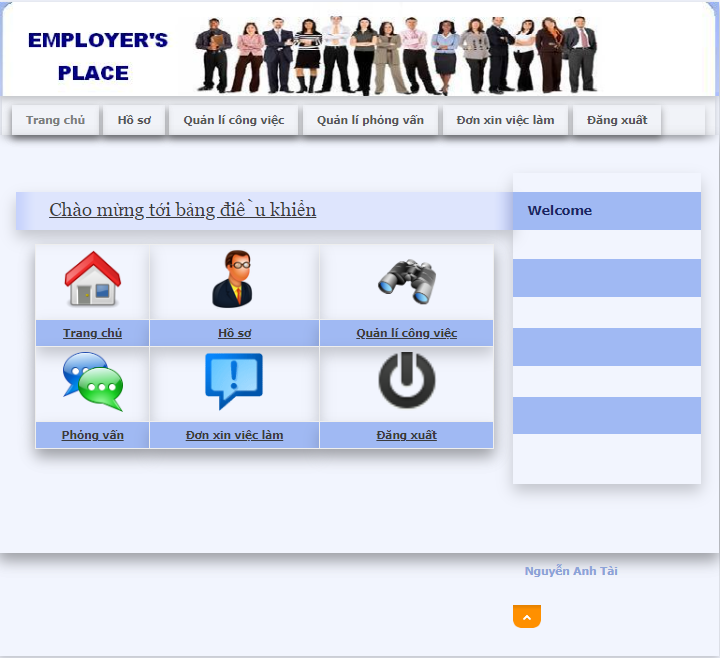 EMPLOYER'S
PLACE
Trang chủ Hồ sơ Quản lí công việc Quản lí phỏng vấn Đơn xin việc làm Đăng xuất
Chào mừng tới bảng điề`u khiển
Welcome
Trang chủ Hồ sơ Quản lí công việc
Phỏng vấn Đơn xin việc làm Đăng xuất
Nguyễn Anh Tài